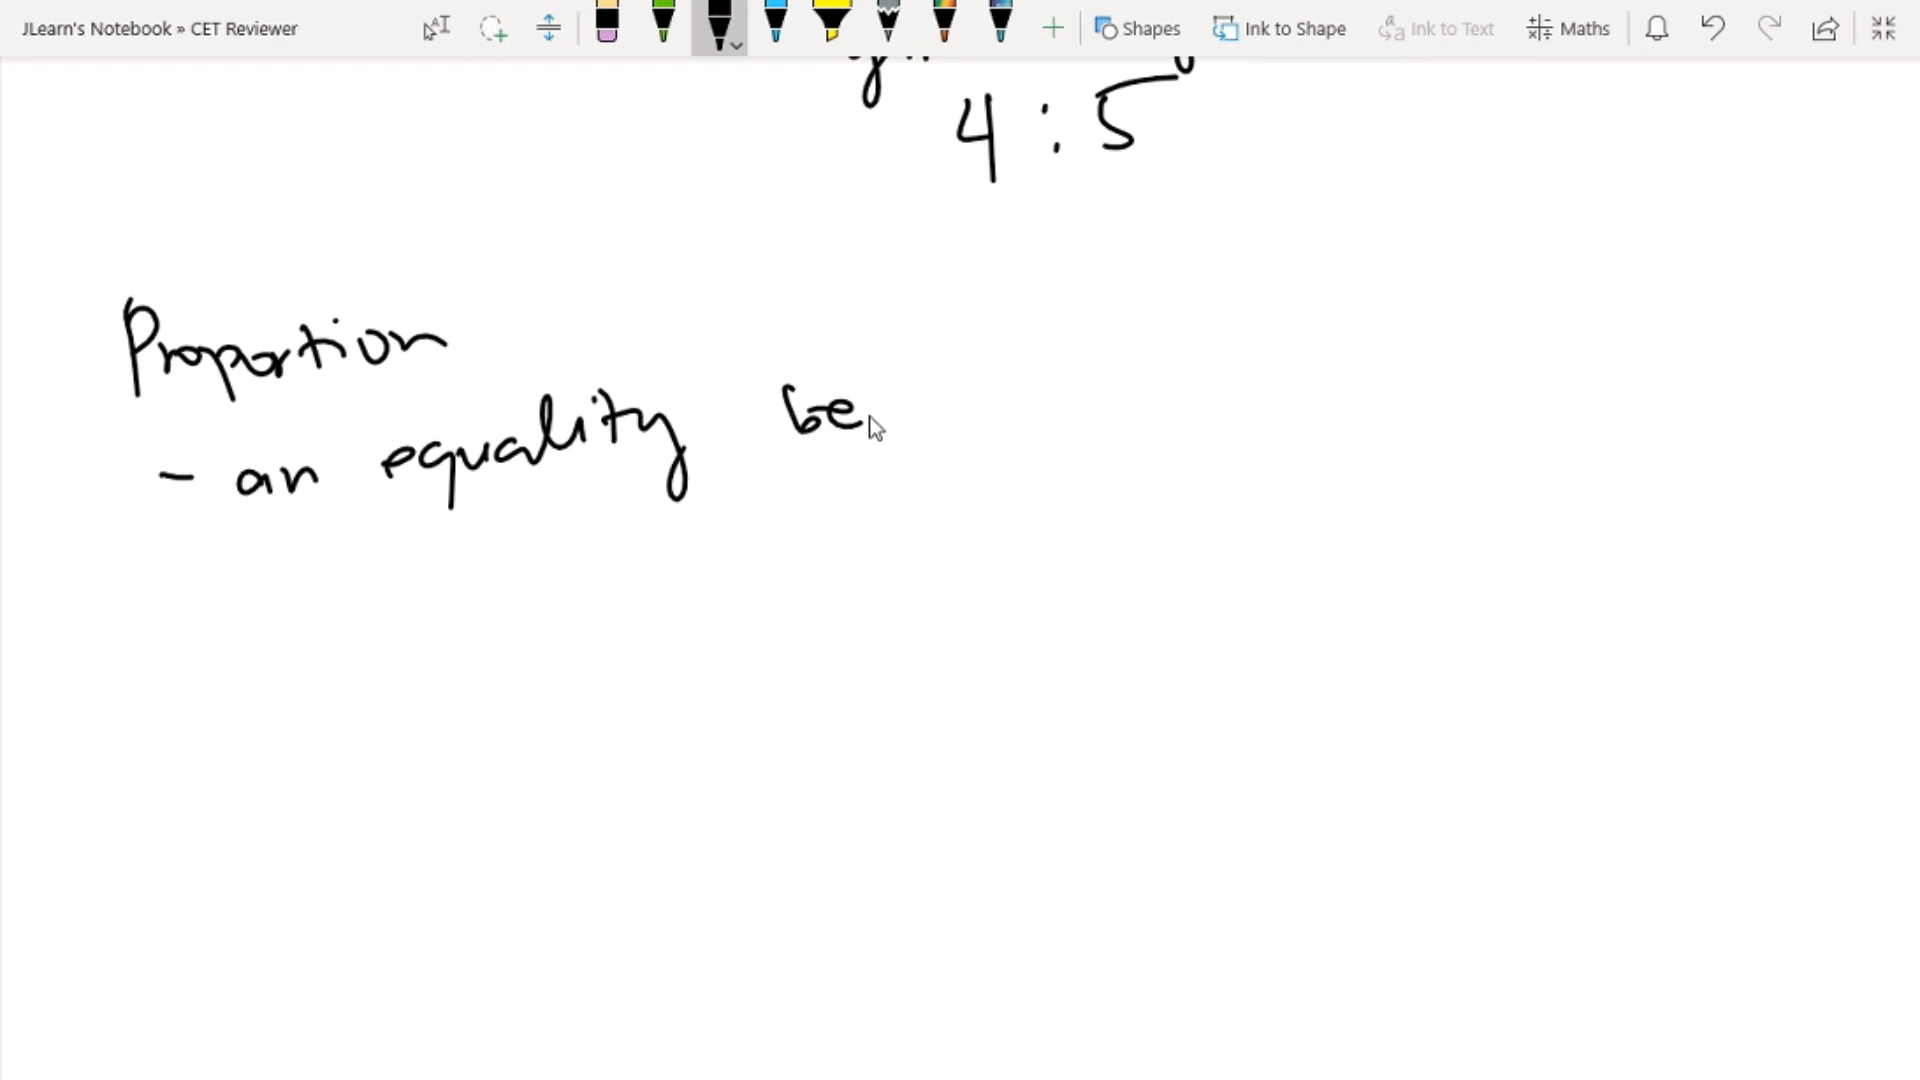 JLearn's Notebook » CET Reviewer Shapes Ink to Shape Ink to Text Maths
4 : 5
Proportion
- an equality be